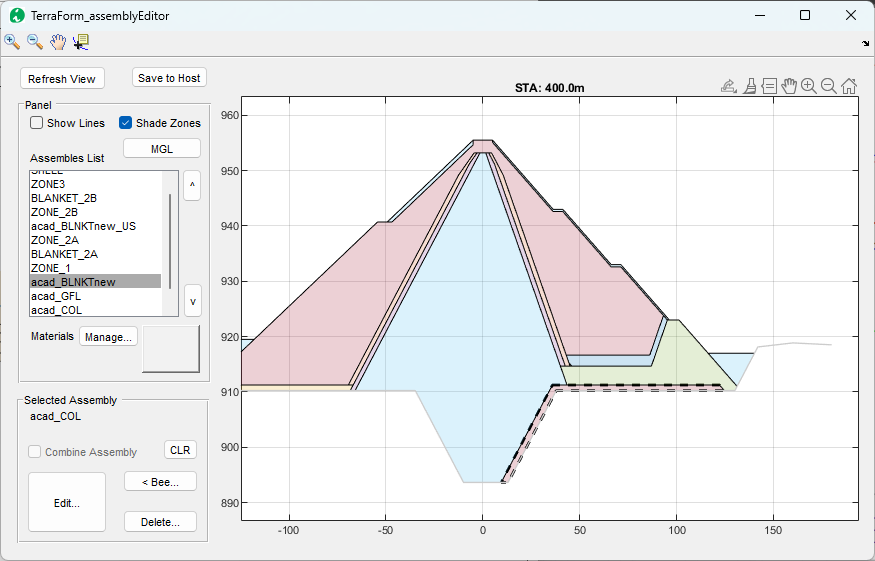 TerraForm_assemblyEditor
Refresh View
Save to Host
Panel
Show Lines
Shade Zones
MGL
Assembles List
SHELL
ZONE3
BLANKET_2B
ZONE_2B
acad_BLNKTnew_US
ZONE_2A
BLANKET_2A
ZONE_1
acad_BLNKTnew
acad_GFL
acad_COL
^
v
Materials
Manage...
Selected Assembly
acad_COL
Combine Assembly
CLR
Edit...
< Bee...
Delete...
STA: 400.0m
960
950
940
930
920
910
900
890
-100
-50
0
50
100
150